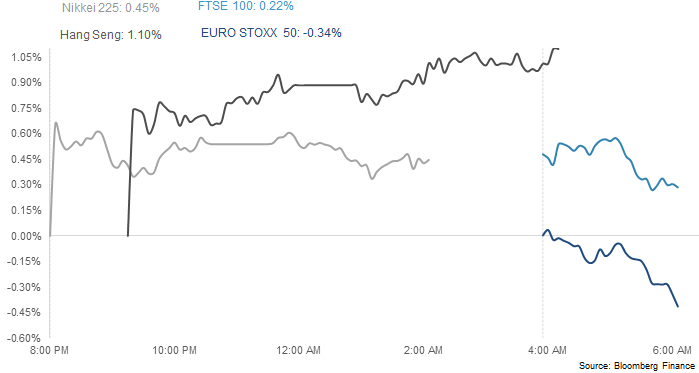 Nikkei 225: 0.45%
FTSE 100: 0.22%
Hang Seng: 1.10%
EURO STOXX 50: -0.34%
1.05%
0.90%
0.75%
0.60%
0.45%
0.30%
0.15%
0.00%
-0.15%
-0.30%
-0.45%
-0.60%
8:00 PM
10:00 PM
12:00 AM
2:00 AM
4:00 AM
6:00 AM
Source: Bloomberg Finance